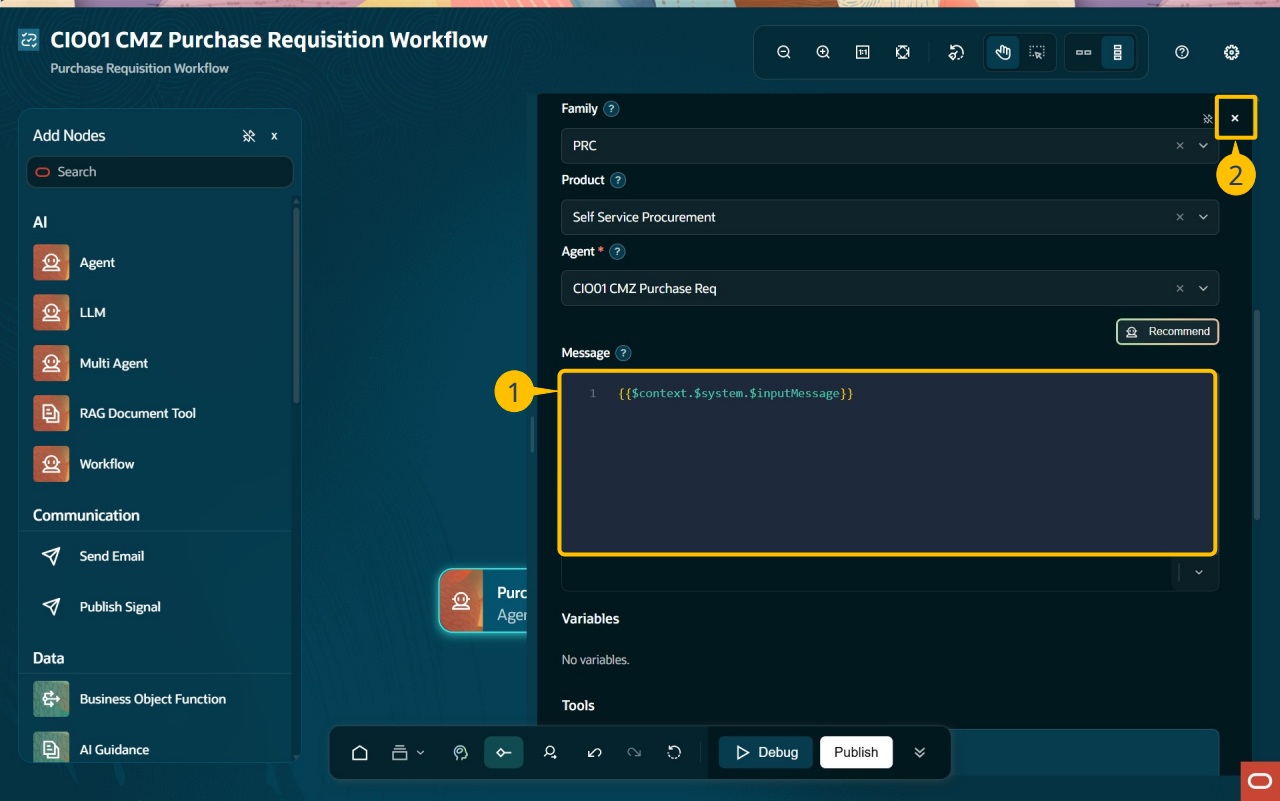 CIO01 CMZ Purchase Requisition Workflow
Purchase Requisition Workflow
1:1
Add Nodes
x
Search
AI
Agent
LLM
Multi Agent
RAG Document Tool
Workflow
Communication
Send Email
Publish Signal
Data
Business Object Function
AI Guidance
Purc
Agen
Family ?
PRC
2
Product ?
Self Service Procurement
Agent * ?
CIO01 CMZ Purchase Req
Recommend
Message ?
1
1 {{$context.$system.$inputMessage}}
Variables
No variables.
Tools
Debug
Publish